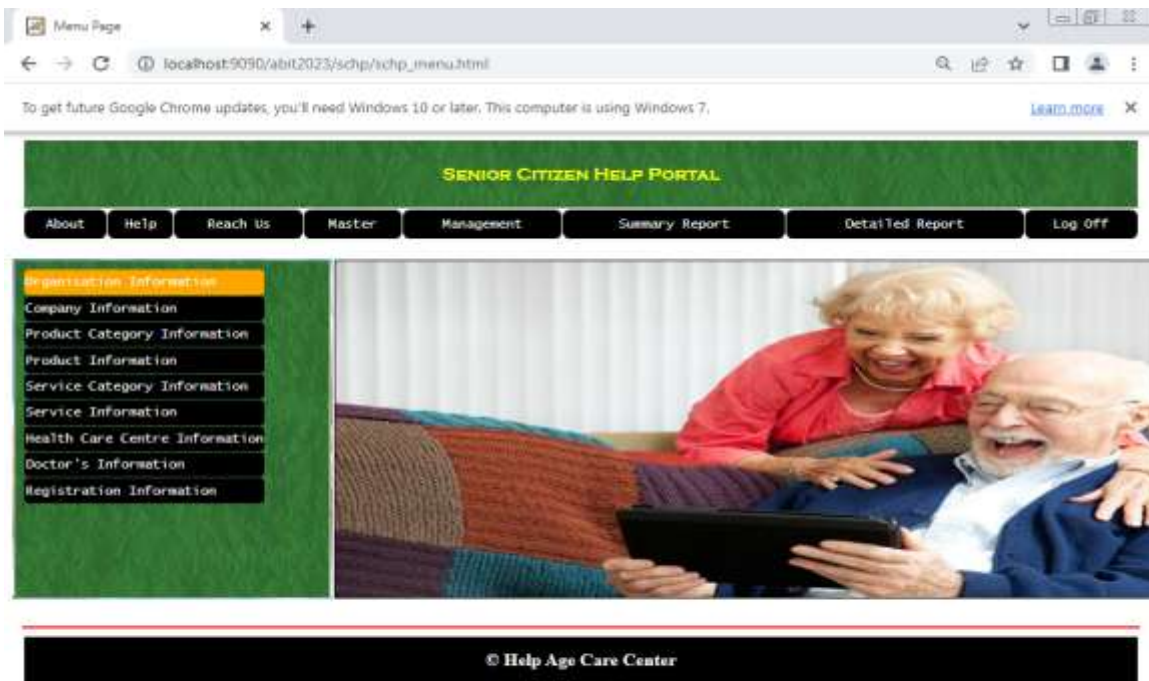 Menu Page
localhost:9090/abit2023/schp/schp_menu.html
To get future Google Chrome updates, you'll need Windows 10 or later. This computer is using Windows 7. Learn more
SENIOR CITIZEN HELP PORTAL
About Help Reach Us Master Management Summary Report Detailed Report Log Off
Organisation Information
Company Information
Product Category Information
Product Information
Service Category Information
Service Information
Health Care Centre Information
Doctor's Information
Registration Information
© Help Age Care Center